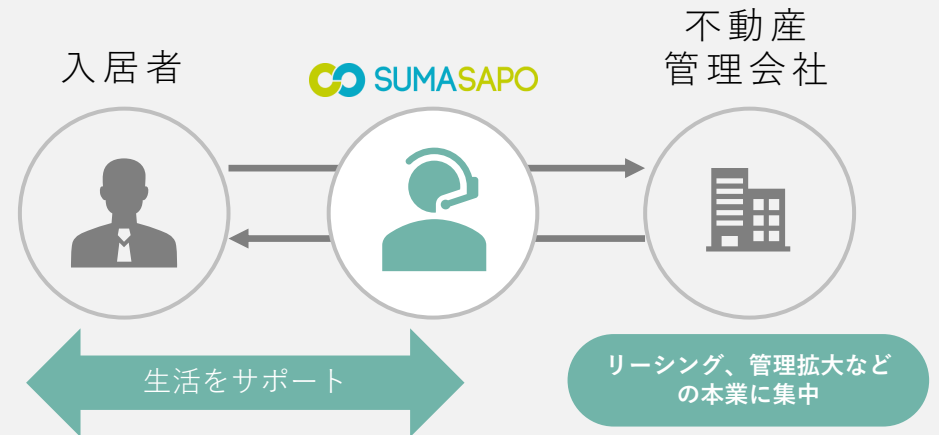 入居者
SUMASAPO
不動産
管理会社
生活をサポート
リーシング、管理拡大など
の本業に集中